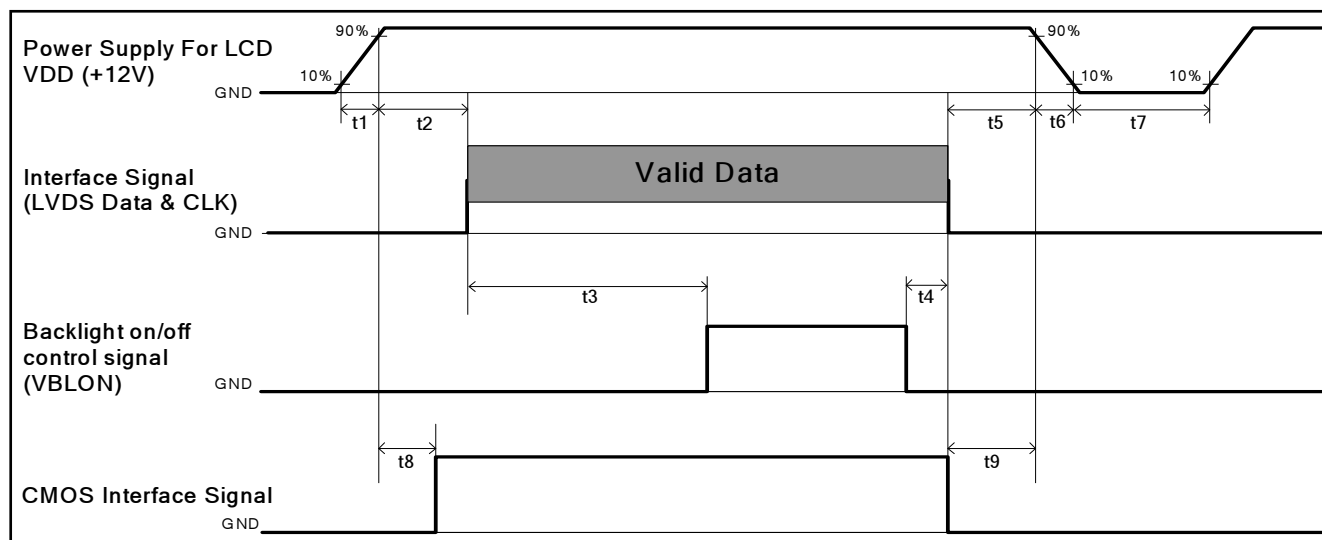 Power Supply For LCD
VDD (+12V)
90%
10%
GND
90%
10%
10%
t1
t2
t5
t6
t7
Interface Signal
(LVDS Data & CLK)
Valid Data
GND
t3
t4
Backlight on/off
control signal
(VBLON)
GND
t8
t9
CMOS Interface Signal
GND